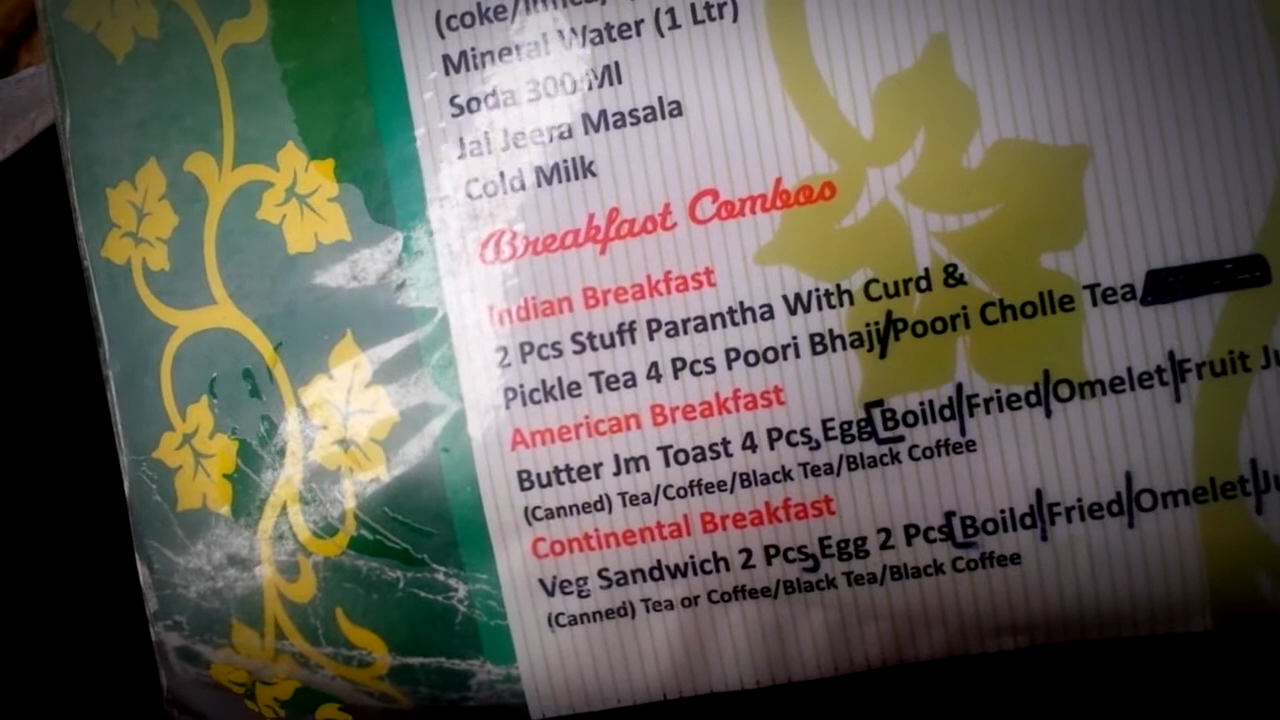 (coke/
Mineral Water (1 Ltr)
Soda 300 Ml
Jal Jeera Masala
Cold Milk
Breakfast Combos
Indian Breakfast
2 Pcs Stuff Parantha With Curd &
Pickle Tea 4 Pcs Poori Bhaji/Poori Cholle Tea
American Breakfast
Butter Jm Toast 4 Pcs, Egg [Boild/Fried/Omelet/Fruit
(Canned) Tea/Coffee/Black Tea/Black Coffee
Continental Breakfast
Veg Sandwich 2 Pcs, Egg 2 Pcs [Boild/Fried/Omelet/
(Canned) Tea or Coffee/Black Tea/Black Coffee